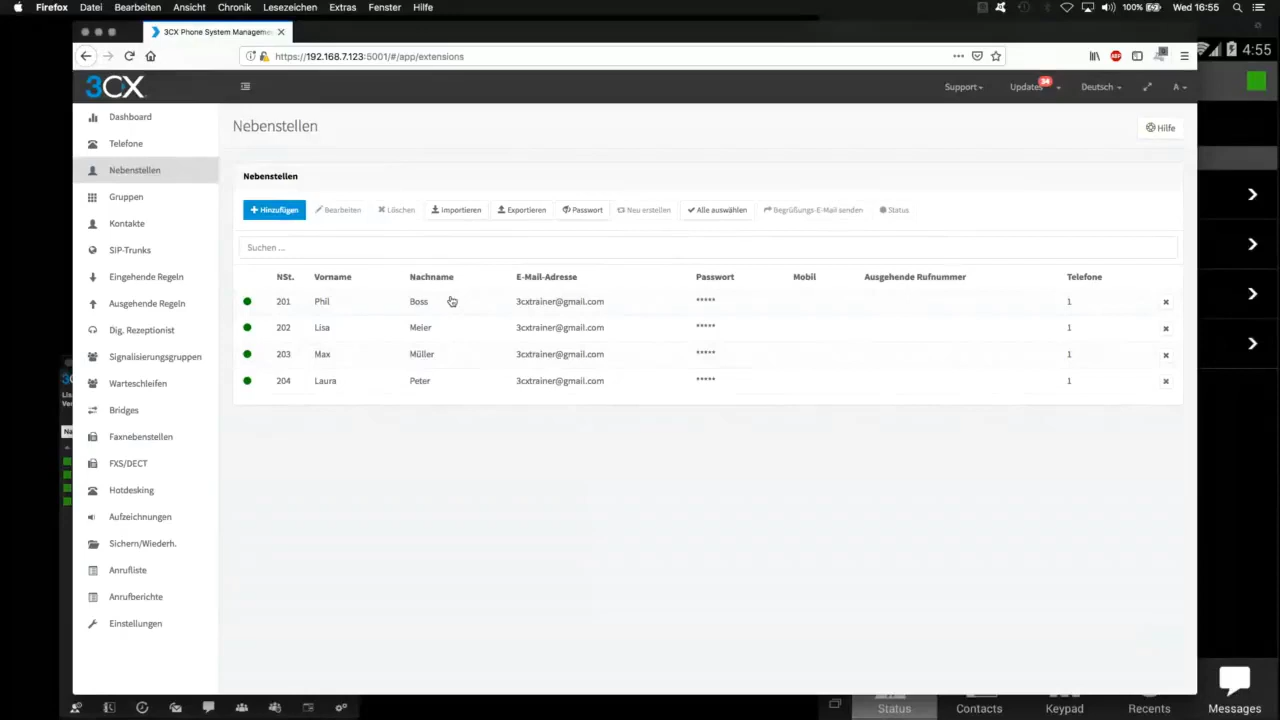 Firefox Datei Bearbeiten Ansicht Chronik Lesezeichen Extras Fenster Hilfe 100% Wed 16:55
3CX Phone System Manageme
4:55
https://192.168.7.123:5001/#/app/extensions
3CX
Support
Updates
34
Deutsch
A
Dashboard
Telefone
Nebenstellen
Gruppen
Kontakte
SIP-Trunks
Eingehende Regeln
Ausgehende Regeln
Dig. Rezeptionist
Signalisierungsgruppen
Warteschleifen
Bridges
Faxnebenstellen
FXS/DECT
Hotdesking
Aufzeichnungen
Sichern/Wiederh.
Anrufliste
Anrufberichte
Einstellungen
Nebenstellen
Hilfe
Nebenstellen
+ Hinzufügen Bearbeiten Löschen Importieren Exportieren Passwort Neu erstellen Alle auswählen Begrüßungs-E-Mail senden Status
Suchen ...
NSt. Vorname Nachname E-Mail-Adresse Passwort Mobil Ausgehende Rufnummer Telefone
201 Phil Boss 3cxtrainer@gmail.com ***** 1
202 Lisa Meier 3cxtrainer@gmail.com ***** 1
203 Max Müller 3cxtrainer@gmail.com ***** 1
204 Laura Peter 3cxtrainer@gmail.com ***** 1
Status Contacts Keypad Recents Messages